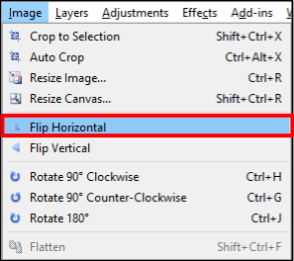 Image Layers Adjustments Effects Add-ins
Crop to Selection Shift+Ctrl+X
Auto Crop Ctrl+Alt+X
Resize Image... Ctrl+R
Resize Canvas... Shift+Ctrl+R
Flip Horizontal
Flip Vertical
Rotate 90° Clockwise Ctrl+H
Rotate 90° Counter-Clockwise Ctrl+G
Rotate 180° Ctrl+J
Flatten Shift+Ctrl+F